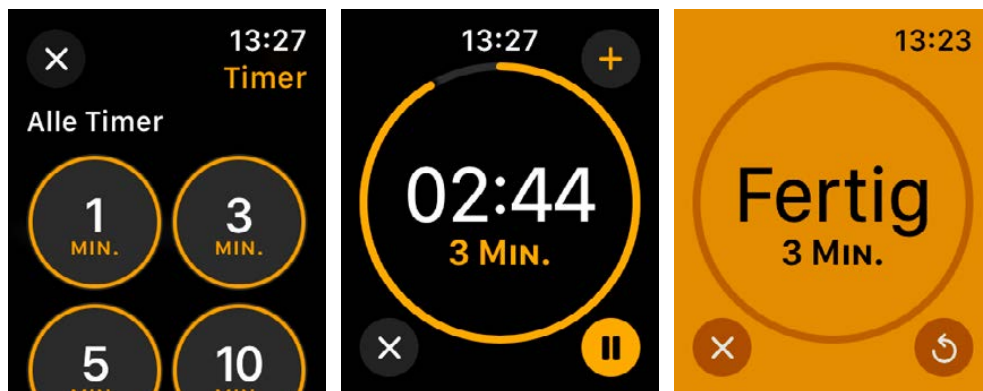 13:27
Timer
Alle Timer
1
MIN.
3
MIN.
5
10
13:27
02:44
3 MIN.
13:23
Fertig
3 MIN.